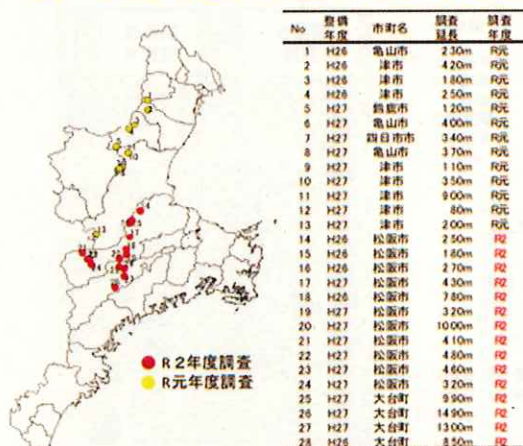 No 整備年度 市町名 調査延長 調査年度
1 H26 亀山市 230m R元
2 H26 津市 420m R元
3 H26 津市 180m R元
4 H26 津市 250m R元
5 H27 鈴鹿市 120m R元
6 H27 亀山市 400m R元
7 H27 四日市市 340m R元
8 H27 亀山市 370m R元
9 H27 津市 110m R元
10 H27 津市 350m R元
11 H27 津市 900m R元
12 H27 津市 80m R元
13 H27 津市 200m R元
14 H26 松阪市 250m R2
15 H26 松阪市 180m R2
16 H26 松阪市 270m R2
17 H27 松阪市 430m R2
18 H26 松阪市 780m R2
19 H27 松阪市 320m R2
20 H27 松阪市 1000m R2
21 H27 松阪市 410m R2
22 H27 松阪市 480m R2
23 H27 松阪市 460m R2
24 H27 松阪市 320m R2
25 H27 大台町 990m R2
26 H27 大台町 1490m R2
27 H27 大台町 1300m R2
28 H27 大台町 850m R2
R2年度調査
R元年度調査